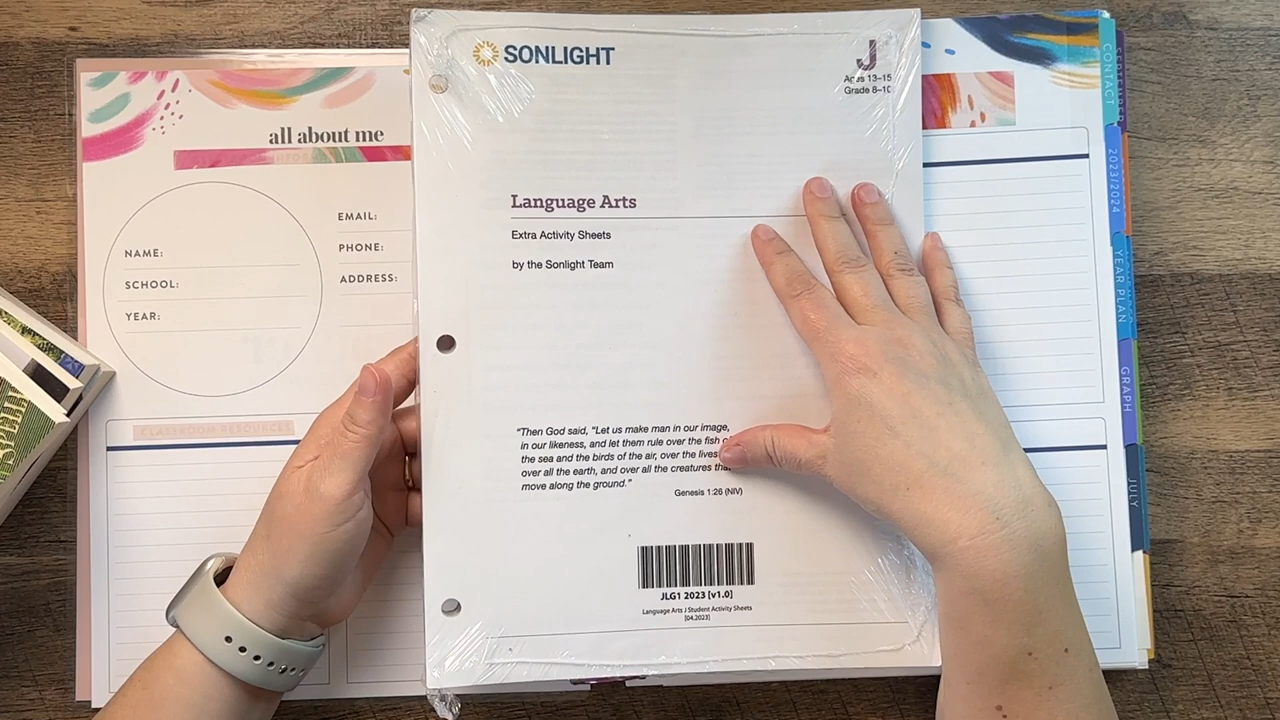 SONLIGHT
J
Ages 13–15
Grade 8–10
Language Arts
Extra Activity Sheets
by the Sonlight Team
"Then God said, "Let us make man in our image,
in our likeness, and let them rule over the fish
the sea and the birds of the air, over the
over all the earth, and over all the creatures
move along the ground."
Genesis 1:26 (NIV)
JLG1 2023 [v1.0]
Language Arts J Student Activity Sheets
[04.2023]
all about me
NAME:
SCHOOL:
YEAR:
EMAIL:
PHONE:
ADDRESS:
CLASSROOM RESOURCES
CONTACT
SEPTEMBER
2023/2024
YEAR PLAN
GRAPH
JULY